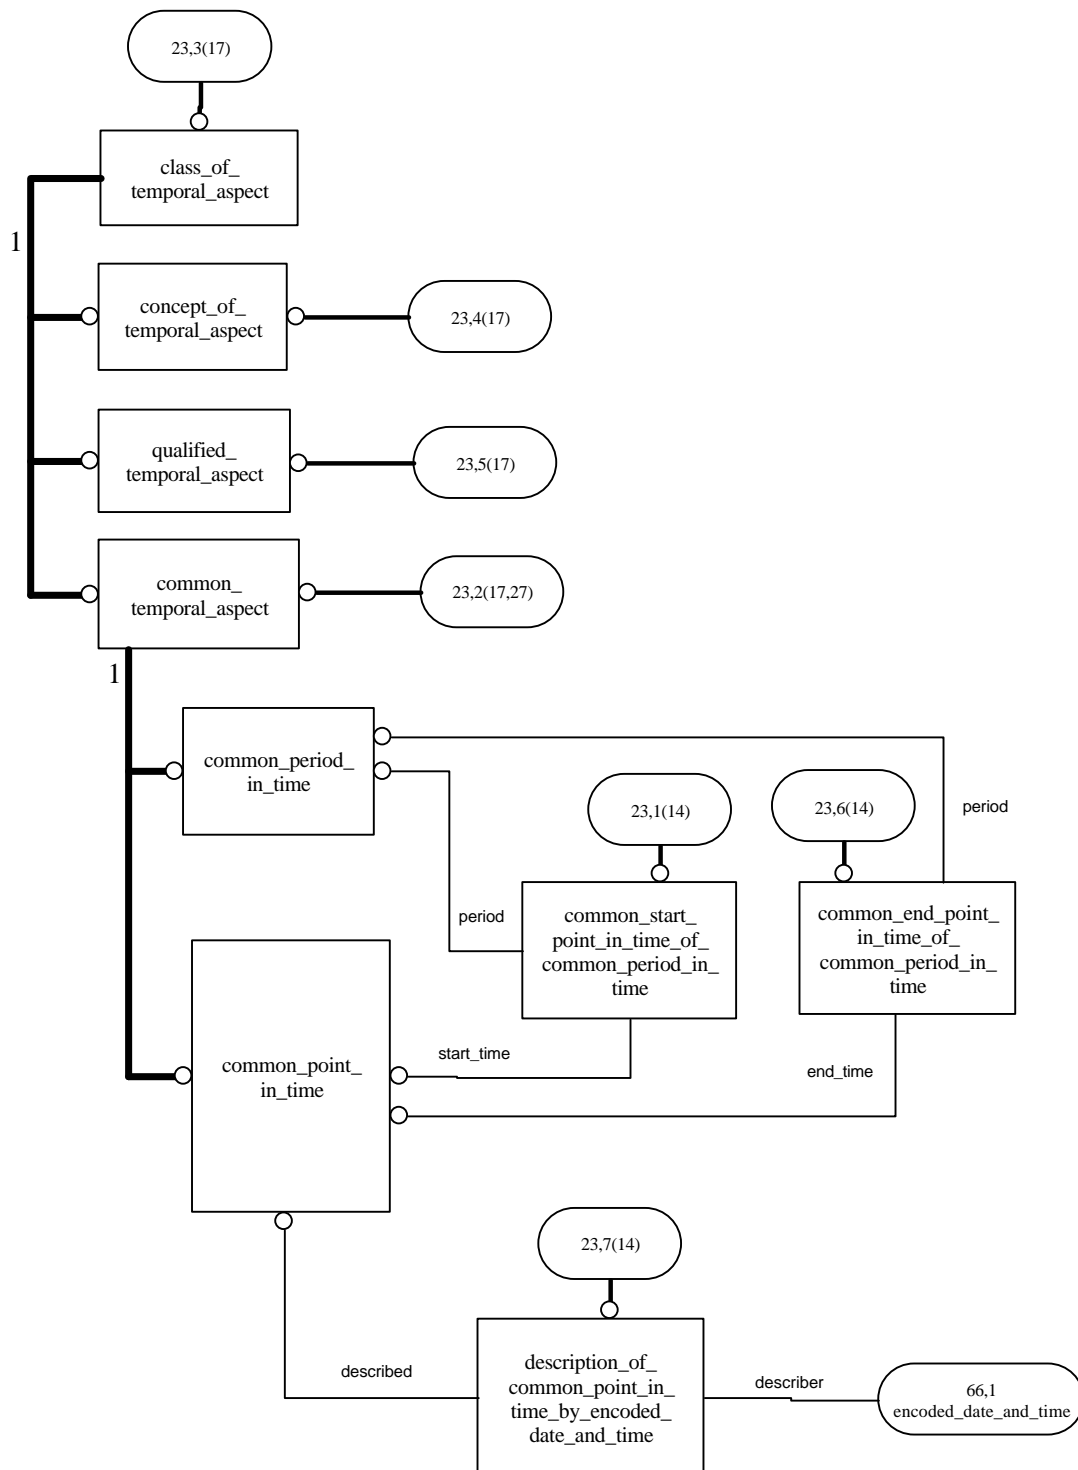 23,3(17)
class_of_
temporal_aspect
1
concept_of_
temporal_aspect
23,4(17)
qualified_
temporal_aspect
23,5(17)
common_
temporal_aspect
23,2(17,27)
1
common_period_
in_time
23,1(14)
23,6(14)
period
period
common_start_
point_in_time_of_
common_period_in_
time
common_end_point_
in_time_of_
common_period_in_
time
start_time
end_time
common_point_
in_time
23,7(14)
described
description_of_
common_point_in_
time_by_encoded_
date_and_time
describer
66,1
encoded_date_and_time